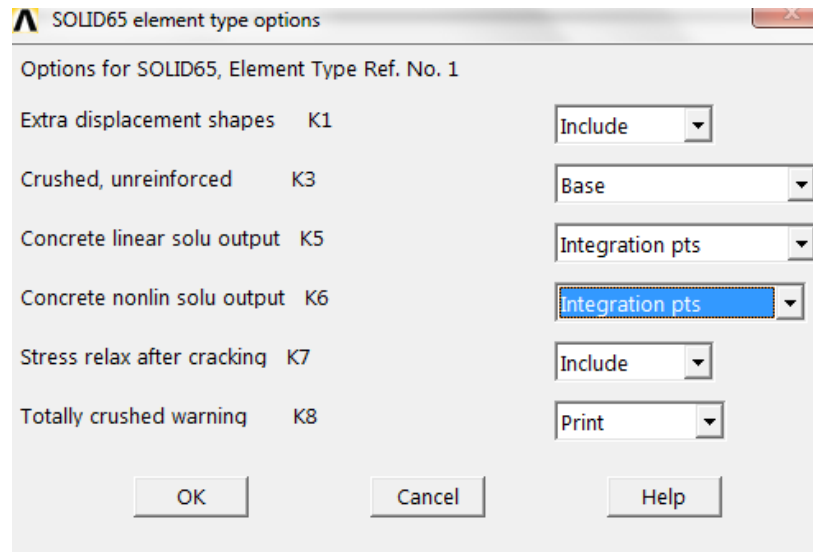 SOLID65 element type options
Options for SOLID65, Element Type Ref. No. 1
Extra displacement shapes K1 Include
Crushed, unreinforced K3 Base
Concrete linear solu output K5 Integration pts
Concrete nonlin solu output K6 Integration pts
Stress relax after cracking K7 Include
Totally crushed warning K8 Print
OK Cancel Help